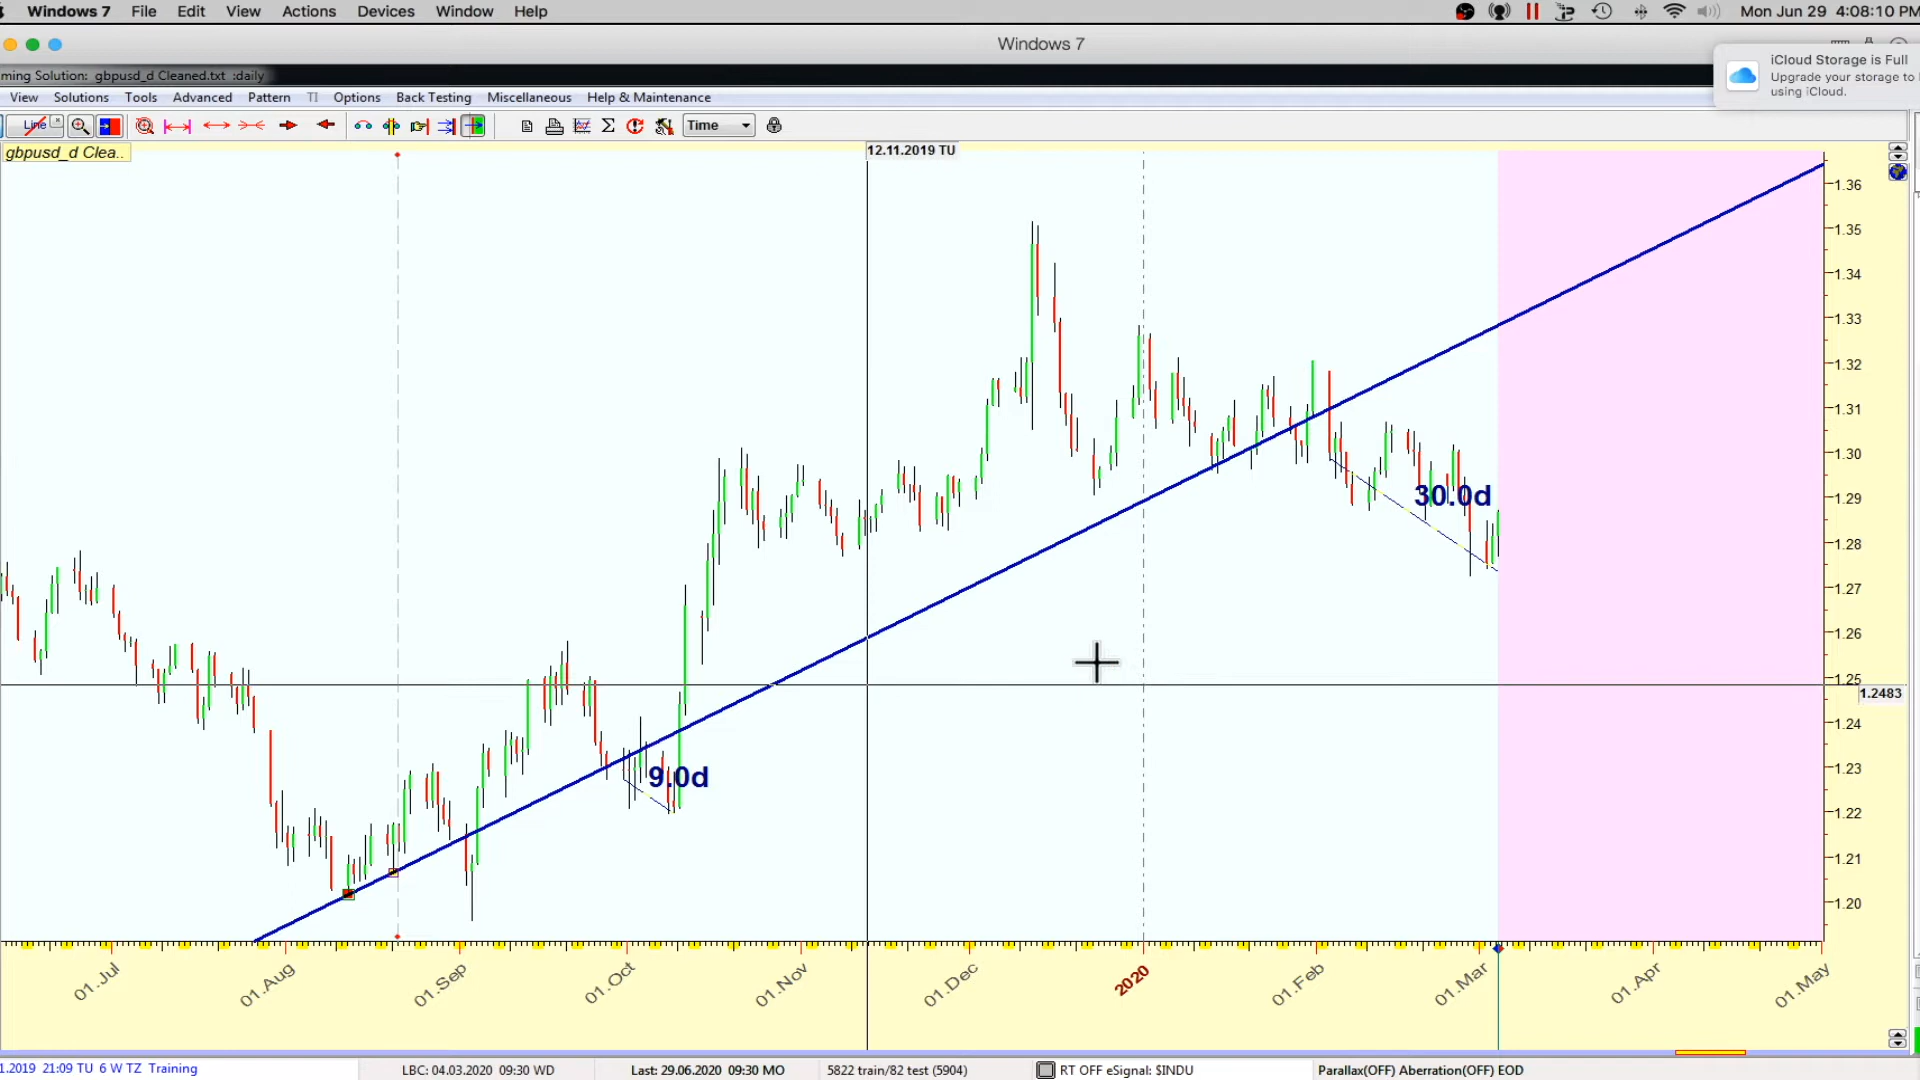 Windows 7 File Edit View Actions Devices Window Help Mon Jun 29 4:08:10 PM
Windows 7
iCloud Storage is Full
Upgrade your storage to
using iCloud.
ming Solution: gbpusd_d Cleaned.txt :daily
View Solutions Tools Advanced Pattern TI Options Back Testing Miscellaneous Help & Maintenance
Line Time
gbpusd_d Clea..
12.11.2019 TU
1.36
1.35
1.34
1.33
1.32
1.31
1.30
1.29
1.28
1.27
1.26
1.25
1.2483
1.24
1.23
1.22
1.21
1.20
30.0d
9.0d
01.Jul 01.Aug 01.Sep 01.Oct 01.Nov 01.Dec 2020 01.Feb 01.Mar 01.Apr 01.May
1.2019 21:09 TU 6 W TZ Training LBC: 04.03.2020 09:30 WD Last: 29.06.2020 09:30 MO 5822 train/82 test (5904) RT OFF eSignal: $INDU Parallax(OFF) Aberration(OFF) EOD